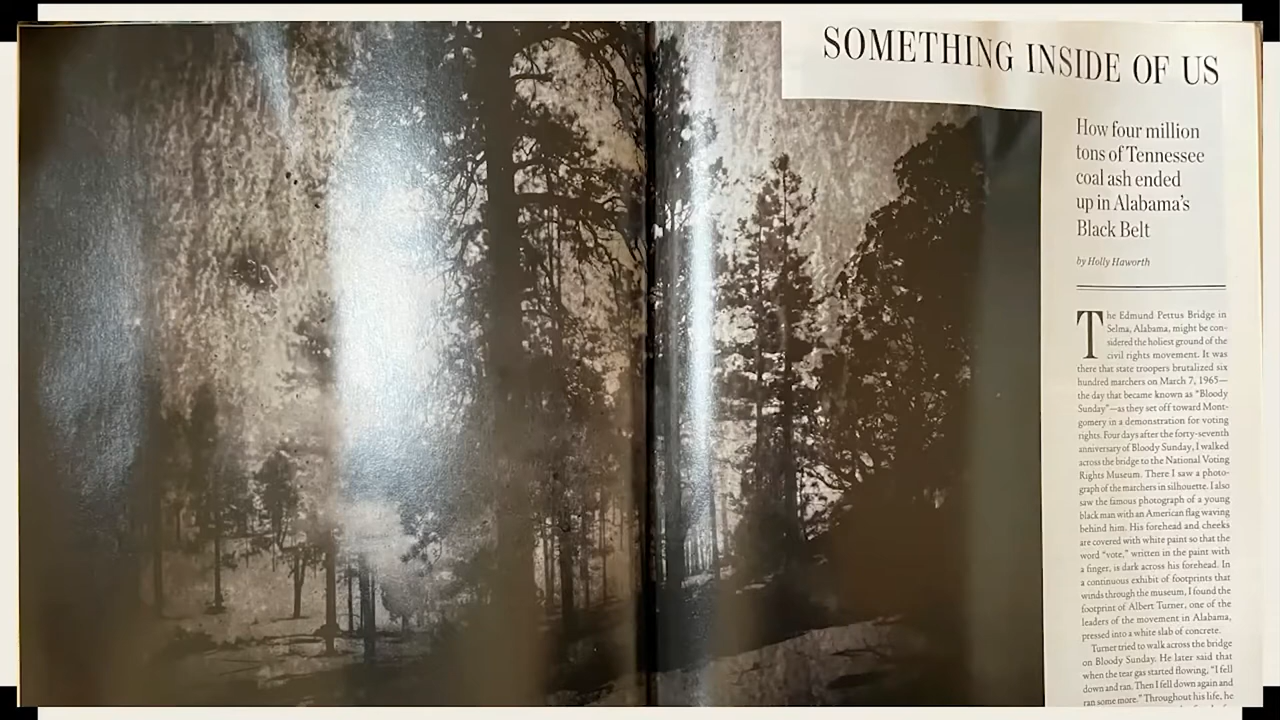 SOMETHING INSIDE OF US
How four million
tons of Tennessee
coal ash ended
up in Alabama's
Black Belt
by Holly Haworth
The Edmund Pettus Bridge in
Selma, Alabama, might be con-
sidered the holiest ground of the
civil rights movement. It was
there that state troopers brutalized six
hundred marchers on March 7, 1965—
the day that became known as “Bloody
Sunday”—as they set off toward Mont-
gomery in a demonstration for voting
rights. Four days after the forty-seventh
anniversary of Bloody Sunday, I walked
across the bridge to the National Voting
Rights Museum. There I saw a photo-
graph of the marchers in silhouette. I also
saw the famous photograph of a young
black man with an American flag waving
behind him. His forehead and cheeks
are covered with white paint so that the
word “vote,” written in the paint with
a finger, is dark across his forehead. In
a continuous exhibit of footprints that
winds through the museum, I found the
footprint of Albert Turner, one of the
leaders of the movement in Alabama,
pressed into a white slab of concrete.
Turner tried to walk across the bridge
on Bloody Sunday. He later said that
when the tear gas started flowing, “I fell
down and ran. Then I fell down again and
ran some more.” Throughout his life, he